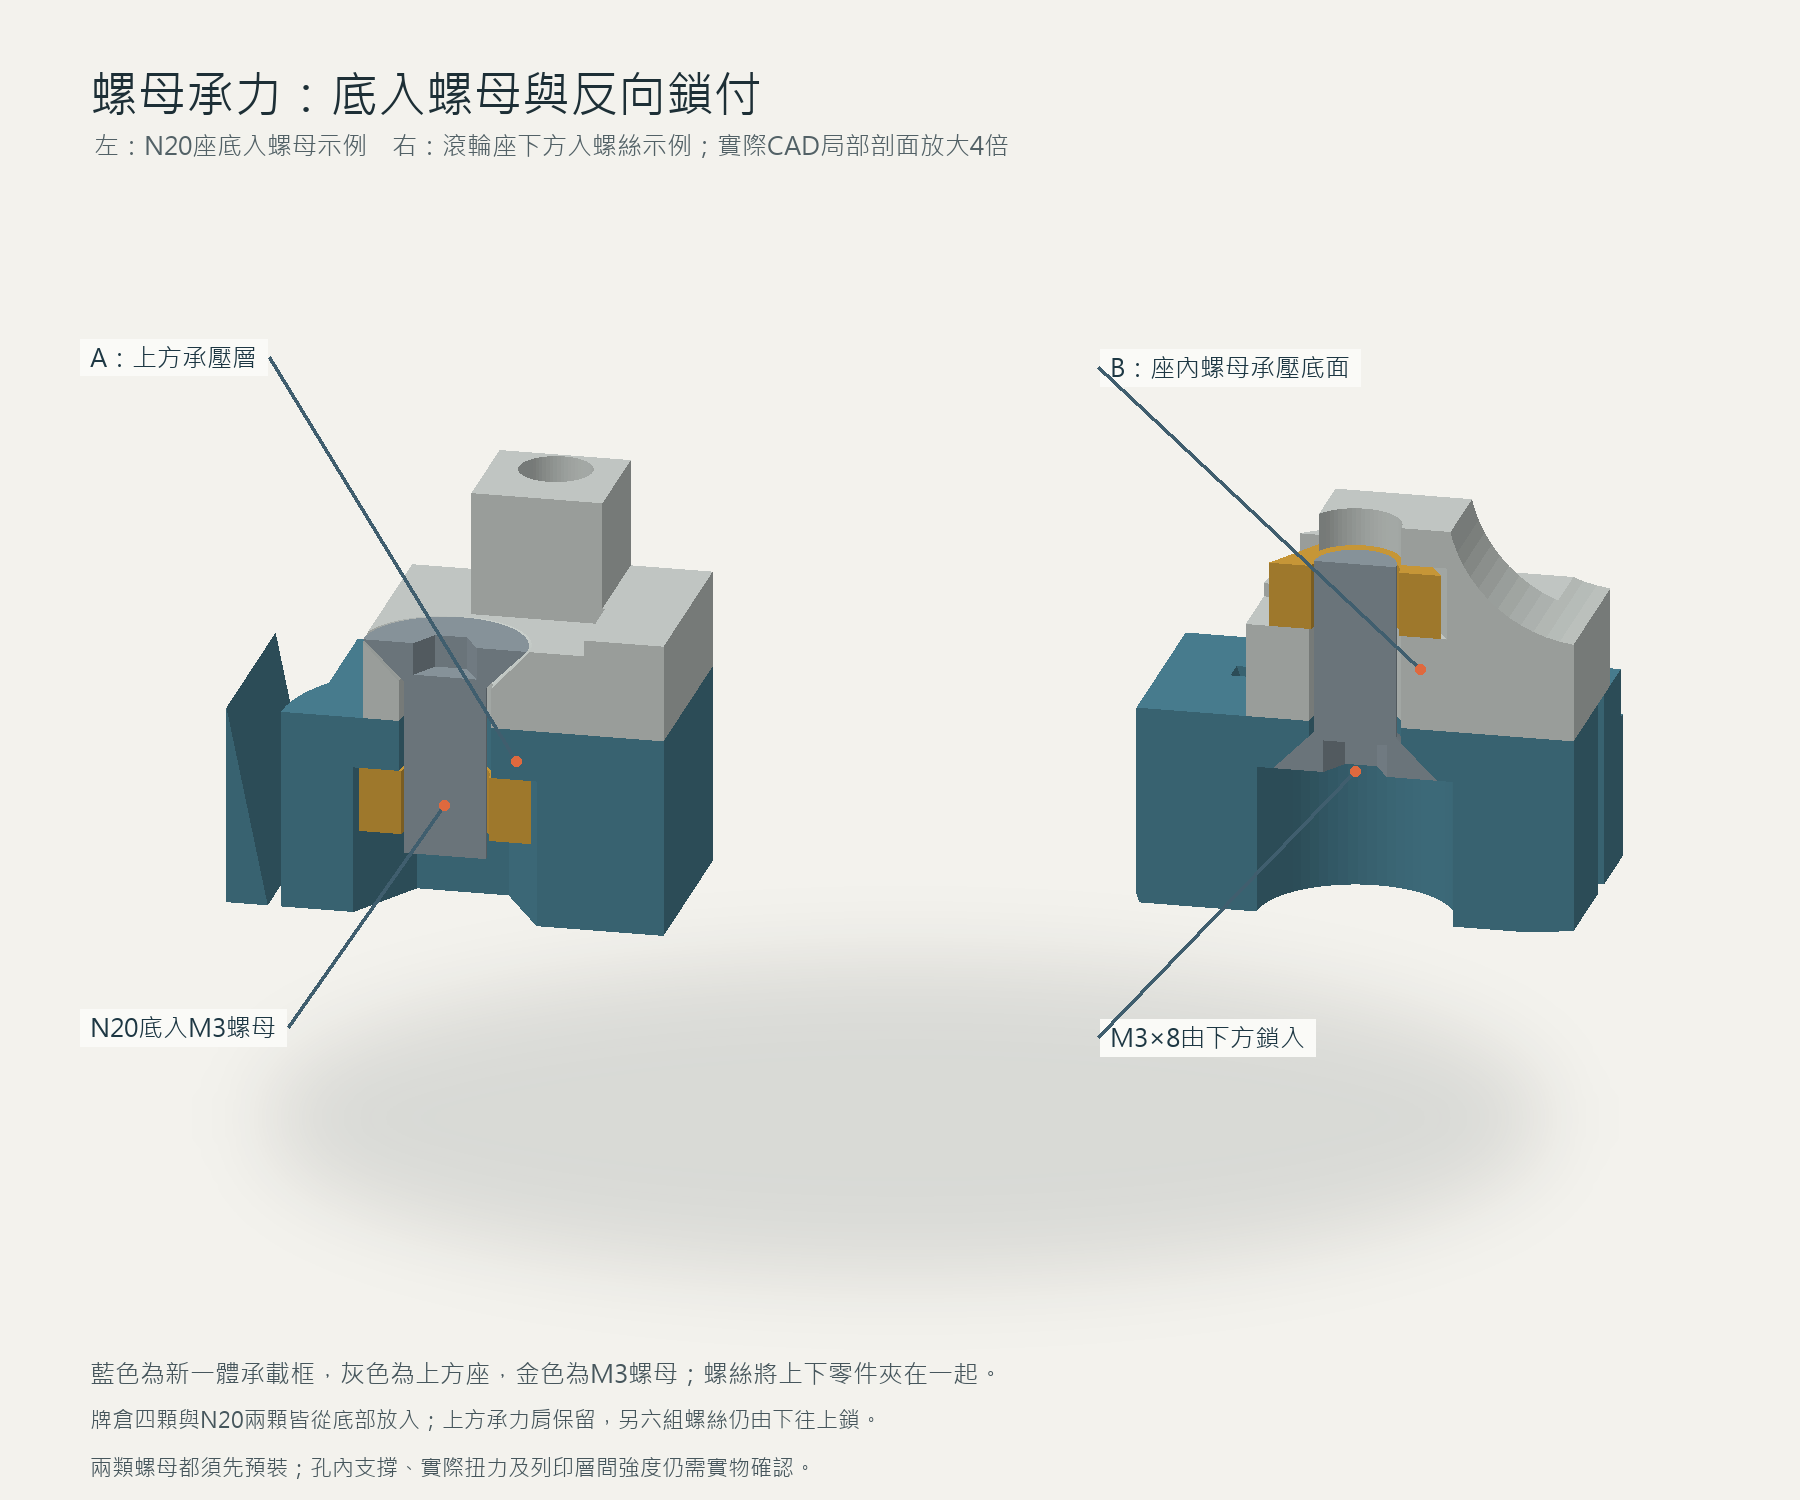 螺母承力：底入螺母與反向鎖付
左：N20座底入螺母示例　右：滾輪座下方入螺絲示例；實際CAD局部剖面放大4倍
A：上方承壓層
B：座內螺母承壓底面
N20底入M3螺母
M3×8由下方鎖入
藍色為新一體承載框，灰色為上方座，金色為M3螺母；螺絲將上下零件夾在一起。
牌倉四顆與N20兩顆皆從底部放入；上方承力肩保留，另六組螺絲仍由下往上鎖。
兩類螺母都須先預裝；孔內支撐、實際扭力及列印層間強度仍需實物確認。